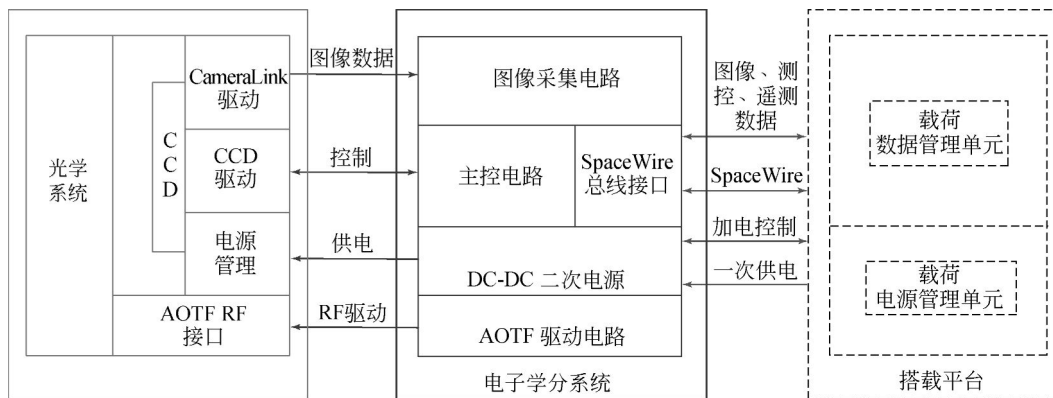 光学
系统
CCD
CameraLink
驱动
CCD
驱动
电源
管理
AOTF RF
接口
图像数据
控制
供电
RF驱动
图像采集电路
主控电路
SpaceWire
总线接口
DC-DC 二次电源
AOTF 驱动电路
电子学分系统
图像、测
控、遥测
数据
SpaceWire
加电控制
一次供电
载荷
数据管理单元
载荷
电源管理单元
搭载平台